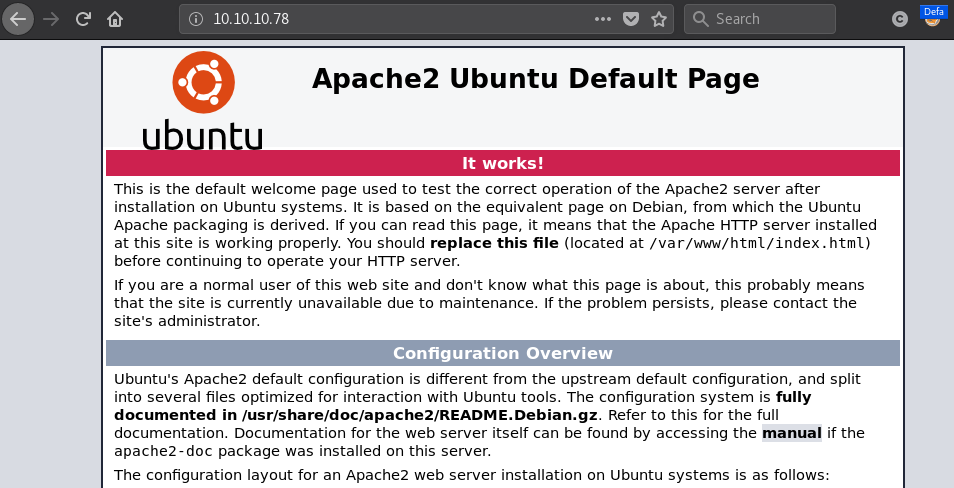 10.10.10.78
Search
Defa
Apache2 Ubuntu Default Page
ubuntu
It works!
This is the default welcome page used to test the correct operation of the Apache2 server after
installation on Ubuntu systems. It is based on the equivalent page on Debian, from which the Ubuntu
Apache packaging is derived. If you can read this page, it means that the Apache HTTP server installed
at this site is working properly. You should replace this file (located at /var/www/html/index.html)
before continuing to operate your HTTP server.
If you are a normal user of this web site and don't know what this page is about, this probably means
that the site is currently unavailable due to maintenance. If the problem persists, please contact the
site's administrator.
Configuration Overview
Ubuntu's Apache2 default configuration is different from the upstream default configuration, and split
into several files optimized for interaction with Ubuntu tools. The configuration system is fully
documented in /usr/share/doc/apache2/README.Debian.gz. Refer to this for the full
documentation. Documentation for the web server itself can be found by accessing the manual if the
apache2-doc package was installed on this server.
The configuration layout for an Apache2 web server installation on Ubuntu systems is as follows: